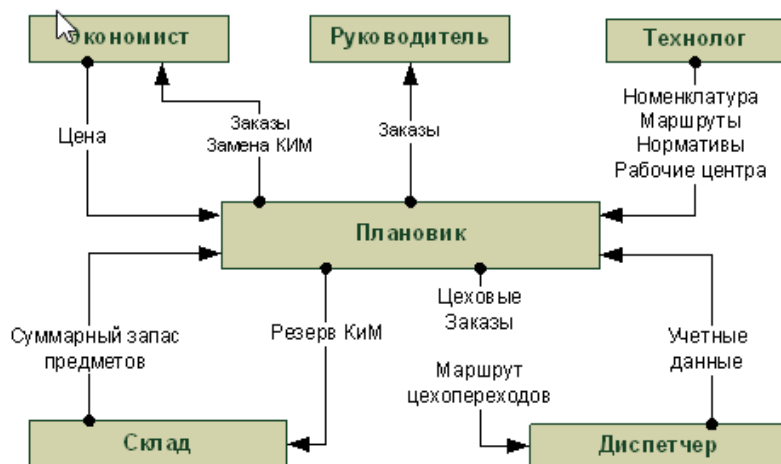 Экономист
Руководитель
Технолог
Цена
Заказы
Замена КИМ
Заказы
Номенклатура
Маршруты
Нормативы
Рабочие центра
Плановик
Суммарный запас
предметов
Резерв КиМ
Цеховые
Заказы
Маршрут
цехопереходов
Учетные
данные
Склад
Диспетчер